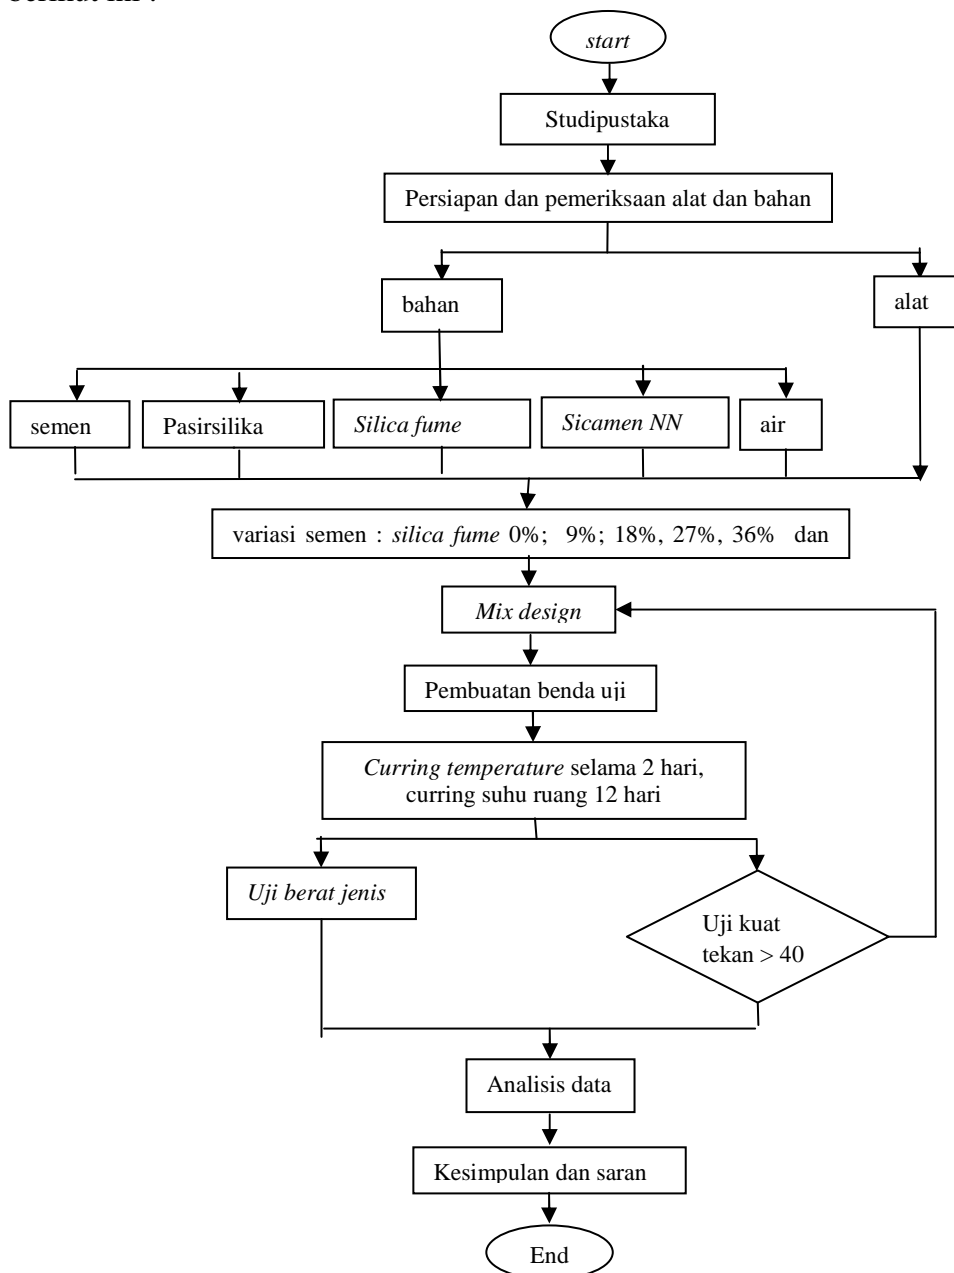 start
Studipustaka
Persiapan dan pemeriksaan alat dan bahan
bahan
alat
semen
Pasirsilika
Silica fume
Sicamen NN
air
variasi semen : silica fume 0%; 9%; 18%, 27%, 36% dan
Mix design
Pembuatan benda uji
Curring temperature selama 2 hari,
curring suhu ruang 12 hari
Uji berat jenis
Uji kuat
tekan > 40
Analisis data
Kesimpulan dan saran
End